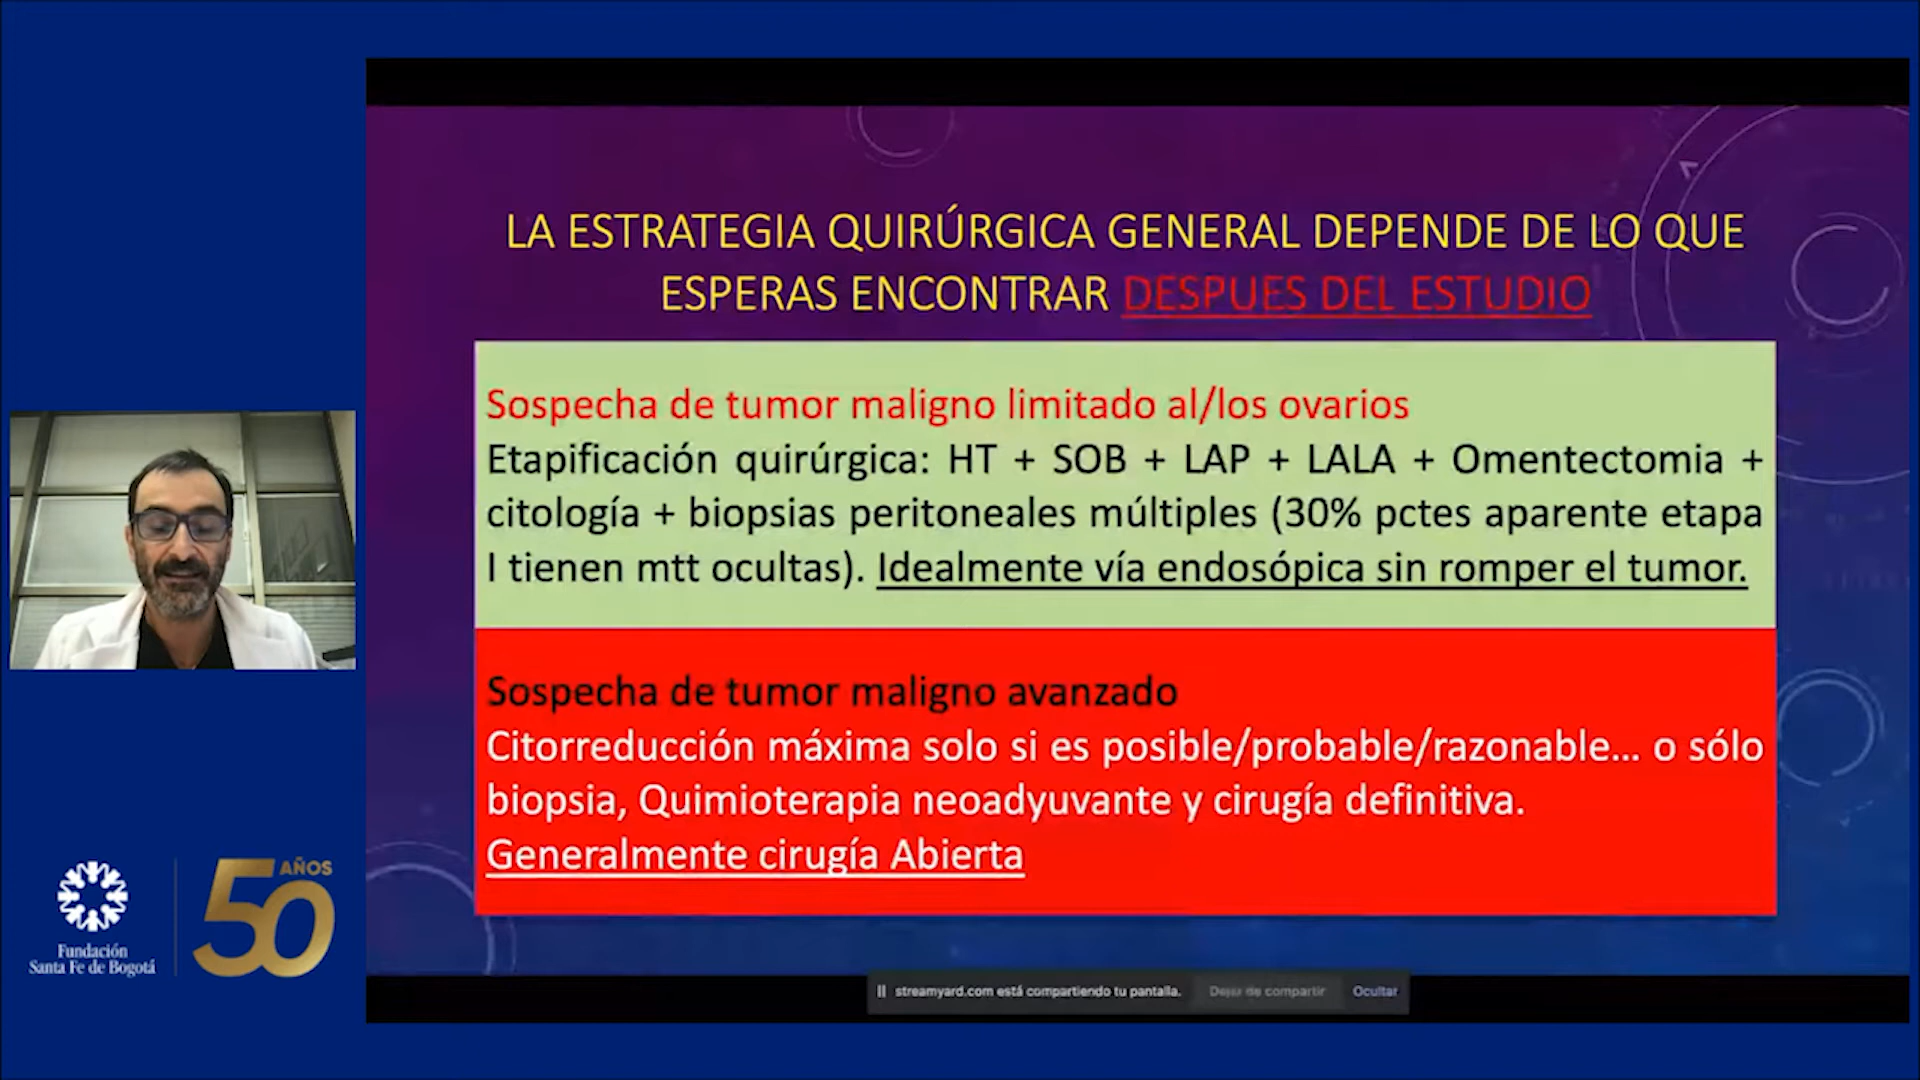 LA ESTRATEGIA QUIRÚRGICA GENERAL DEPENDE DE LO QUE
ESPERAS ENCONTRAR DESPUES DEL ESTUDIO
Sospecha de tumor maligno limitado al/los ovarios
Etapificación quirúrgica: HT + SOB + LAP + LALA + Omentectomia +
citología + biopsias peritoneales múltiples (30% pctes aparente etapa
I tienen mtt ocultas). Idealmente vía endosópica sin romper el tumor.
Sospecha de tumor maligno avanzado
Citorreducción máxima solo si es posible/probable/razonable... o sólo
biopsia, Quimioterapia neoadyuvante y cirugía definitiva.
Generalmente cirugía Abierta
Fundación
Santa Fe de Bogotá
50 AÑOS
streamyard.com está compartiendo tu pantalla. Dejar de compartir Ocultar